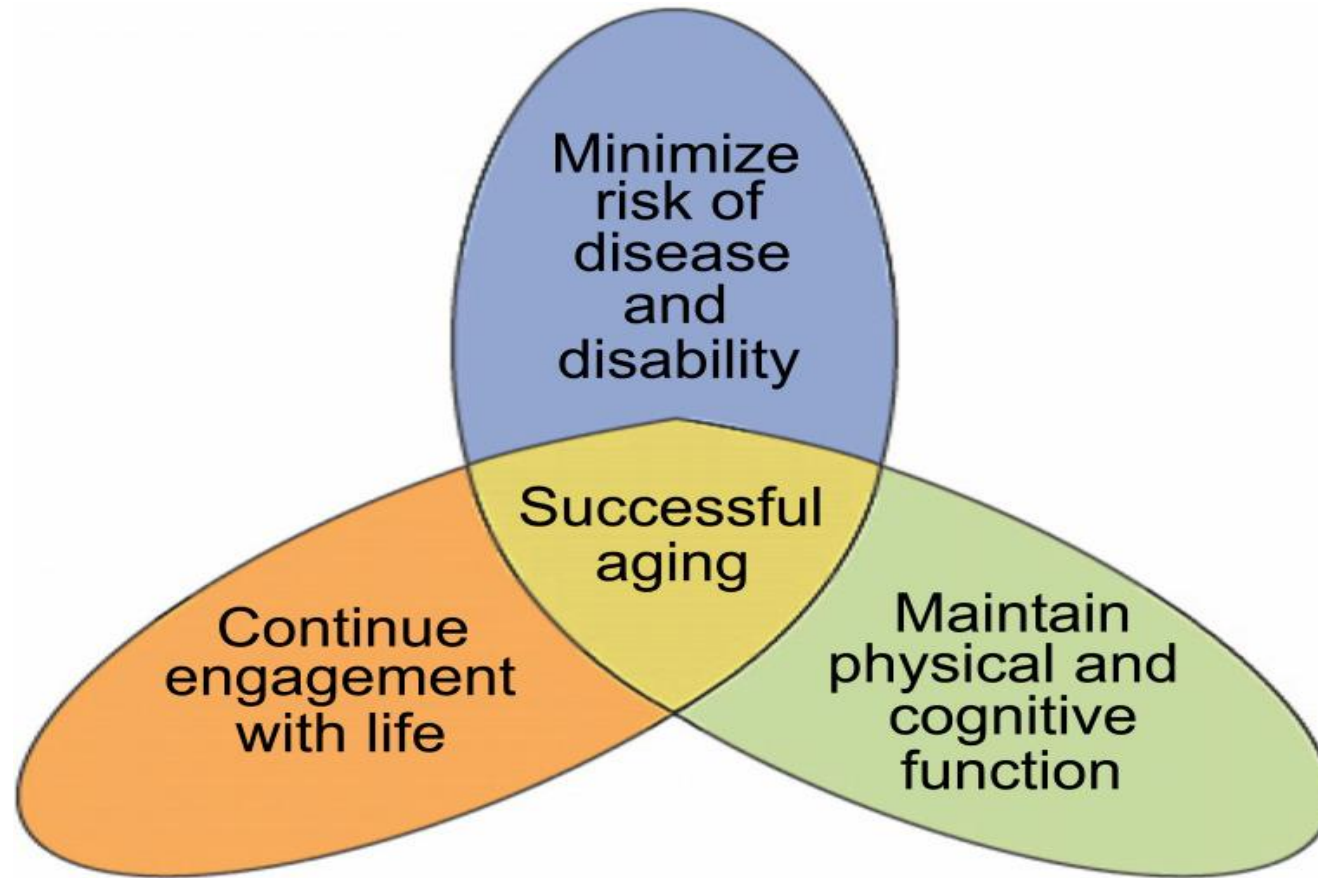 Minimize
risk of
disease
and
disability
Successful
aging
Continue
engagement
with life
Maintain
physical and
cognitive
function